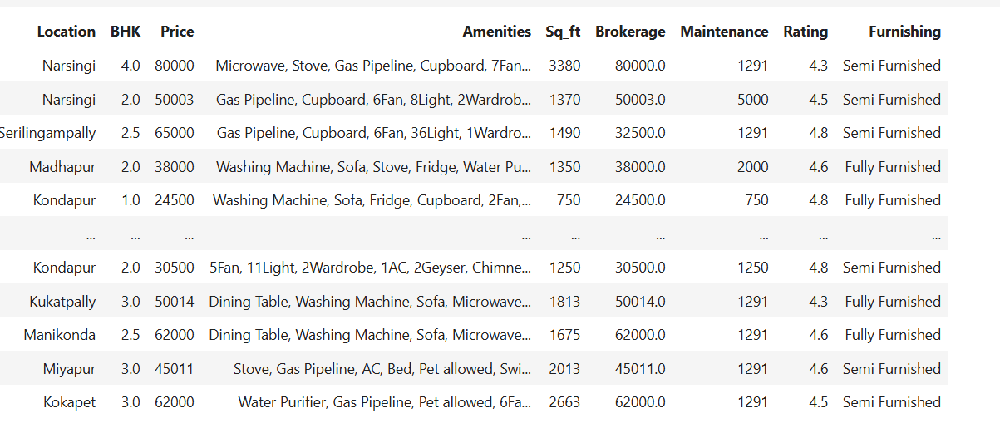 Location BHK Price Amenities Sq_ft Brokerage Maintenance Rating Furnishing
Narsingi 4.0 80000 Microwave, Stove, Gas Pipeline, Cupboard, 7Fan... 3380 80000.0 1291 4.3 Semi Furnished
Narsingi 2.0 50003 Gas Pipeline, Cupboard, 6Fan, 8Light, 2Wardrob... 1370 50003.0 5000 4.5 Semi Furnished
Serilingampally 2.5 65000 Gas Pipeline, Cupboard, 6Fan, 36Light, 1Wardro... 1490 32500.0 1291 4.8 Semi Furnished
Madhapur 2.0 38000 Washing Machine, Sofa, Stove, Fridge, Water Pu... 1350 38000.0 2000 4.6 Fully Furnished
Kondapur 1.0 24500 Washing Machine, Sofa, Fridge, Cupboard, 2Fan,... 750 24500.0 750 4.8 Fully Furnished
... ... ... ... ... ... ... ... ...
Kondapur 2.0 30500 5Fan, 11Light, 2Wardrobe, 1AC, 2Geyser, Chimne... 1250 30500.0 1250 4.8 Semi Furnished
Kukatpally 3.0 50014 Dining Table, Washing Machine, Sofa, Microwave... 1813 50014.0 1291 4.3 Fully Furnished
Manikonda 2.5 62000 Dining Table, Washing Machine, Sofa, Microwave... 1675 62000.0 1291 4.6 Fully Furnished
Miyapur 3.0 45011 Stove, Gas Pipeline, AC, Bed, Pet allowed, Swi... 2013 45011.0 1291 4.6 Semi Furnished
Kokapet 3.0 62000 Water Purifier, Gas Pipeline, Pet allowed, 6Fa... 2663 62000.0 1291 4.5 Semi Furnished